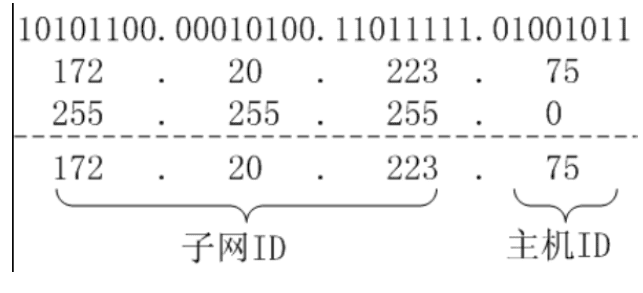 10101100.00010100.11011111.01001011
172 . 20 . 223 . 75
255 . 255 . 255 . 0
172 . 20 . 223 . 75
子网ID 主机ID